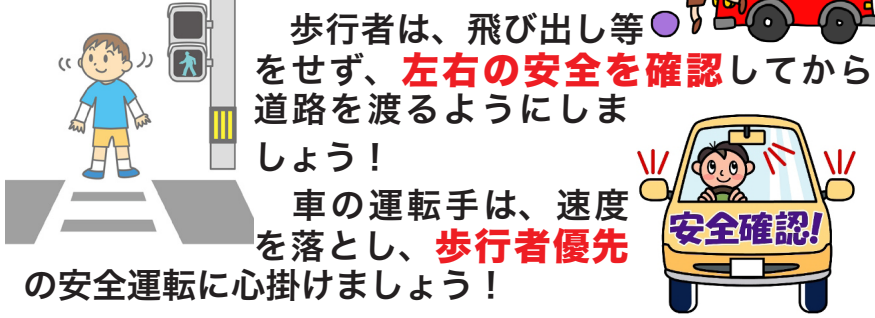 歩行者は、飛び出し等
をせず、左右の安全を確認してから
道路を渡るようにしま
しょう！
車の運転手は、速度
を落とし、歩行者優先
の安全運転に心掛けましょう！
安全確認!